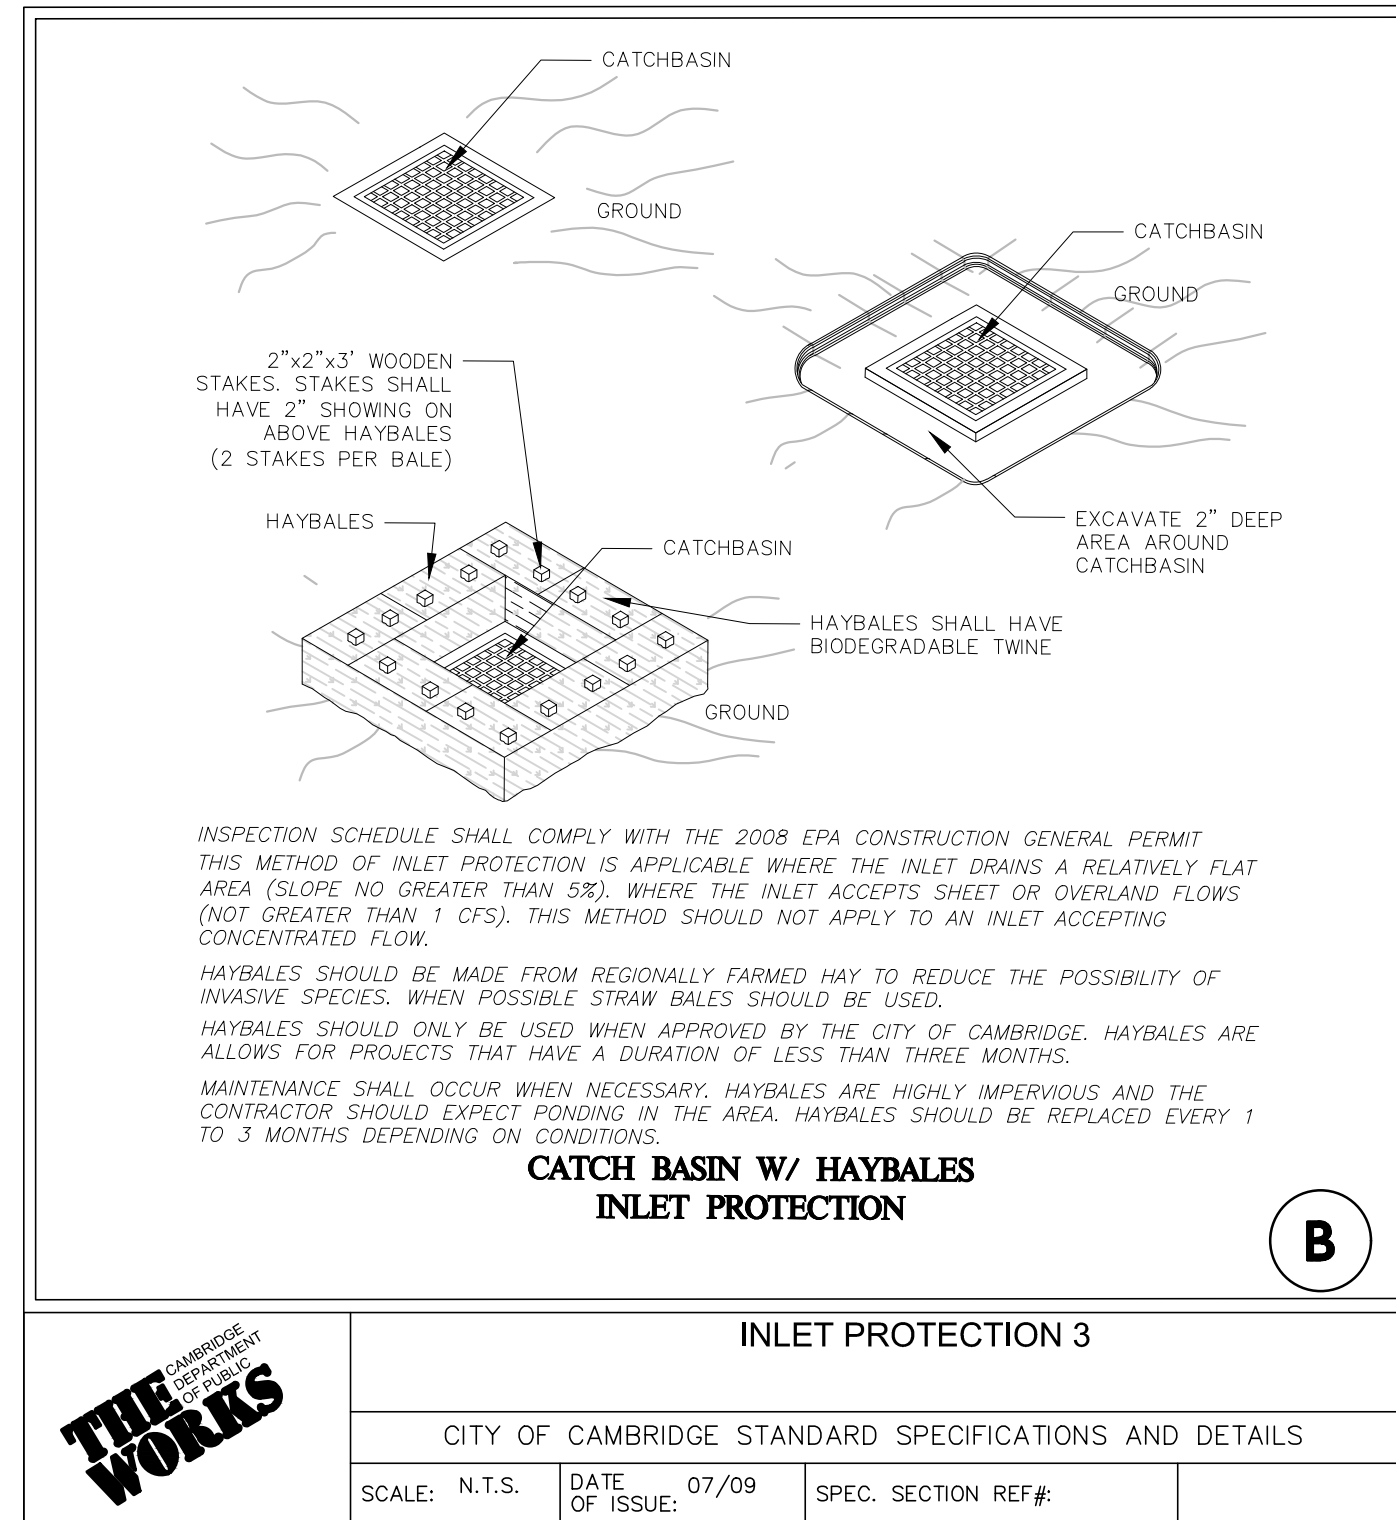 CATCHBASIN
GROUND
CATCHBASIN
GROUND
2"x2"x3' WOODEN
STAKES. STAKES SHALL
HAVE 2" SHOWING ON
ABOVE HAYBALES
(2 STAKES PER BALE)
HAYBALES
CATCHBASIN
EXCAVATE 2" DEEP
AREA AROUND
CATCHBASIN
HAYBALES SHALL HAVE
BIODEGRADABLE TWINE
GROUND
INSPECTION SCHEDULE SHALL COMPLY WITH THE 2008 EPA CONSTRUCTION GENERAL PERMIT
THIS METHOD OF INLET PROTECTION IS APPLICABLE WHERE THE INLET DRAINS A RELATIVELY FLAT
AREA (SLOPE NO GREATER THAN 5%). WHERE THE INLET ACCEPTS SHEET OR OVERLAND FLOWS
(NOT GREATER THAN 1 CFS). THIS METHOD SHOULD NOT APPLY TO AN INLET ACCEPTING
CONCENTRATED FLOW.
HAYBALES SHOULD BE MADE FROM REGIONALLY FARMED HAY TO REDUCE THE POSSIBILITY OF
INVASIVE SPECIES. WHEN POSSIBLE STRAW BALES SHOULD BE USED.
HAYBALES SHOULD ONLY BE USED WHEN APPROVED BY THE CITY OF CAMBRIDGE. HAYBALES ARE
ALLOWS FOR PROJECTS THAT HAVE A DURATION OF LESS THAN THREE MONTHS.
MAINTENANCE SHALL OCCUR WHEN NECESSARY. HAYBALES ARE HIGHLY IMPERVIOUS AND THE
CONTRACTOR SHOULD EXPECT PONDING IN THE AREA. HAYBALES SHOULD BE REPLACED EVERY 1
TO 3 MONTHS DEPENDING ON CONDITIONS.
CATCH BASIN W/ HAYBALES
INLET PROTECTION
B
CAMBRIDGE
DEPARTMENT
OF PUBLIC
THE
WORKS
INLET PROTECTION 3
CITY OF CAMBRIDGE STANDARD SPECIFICATIONS AND DETAILS
SCALE: N.T.S.
DATE
OF ISSUE: 07/09
SPEC. SECTION REF#: